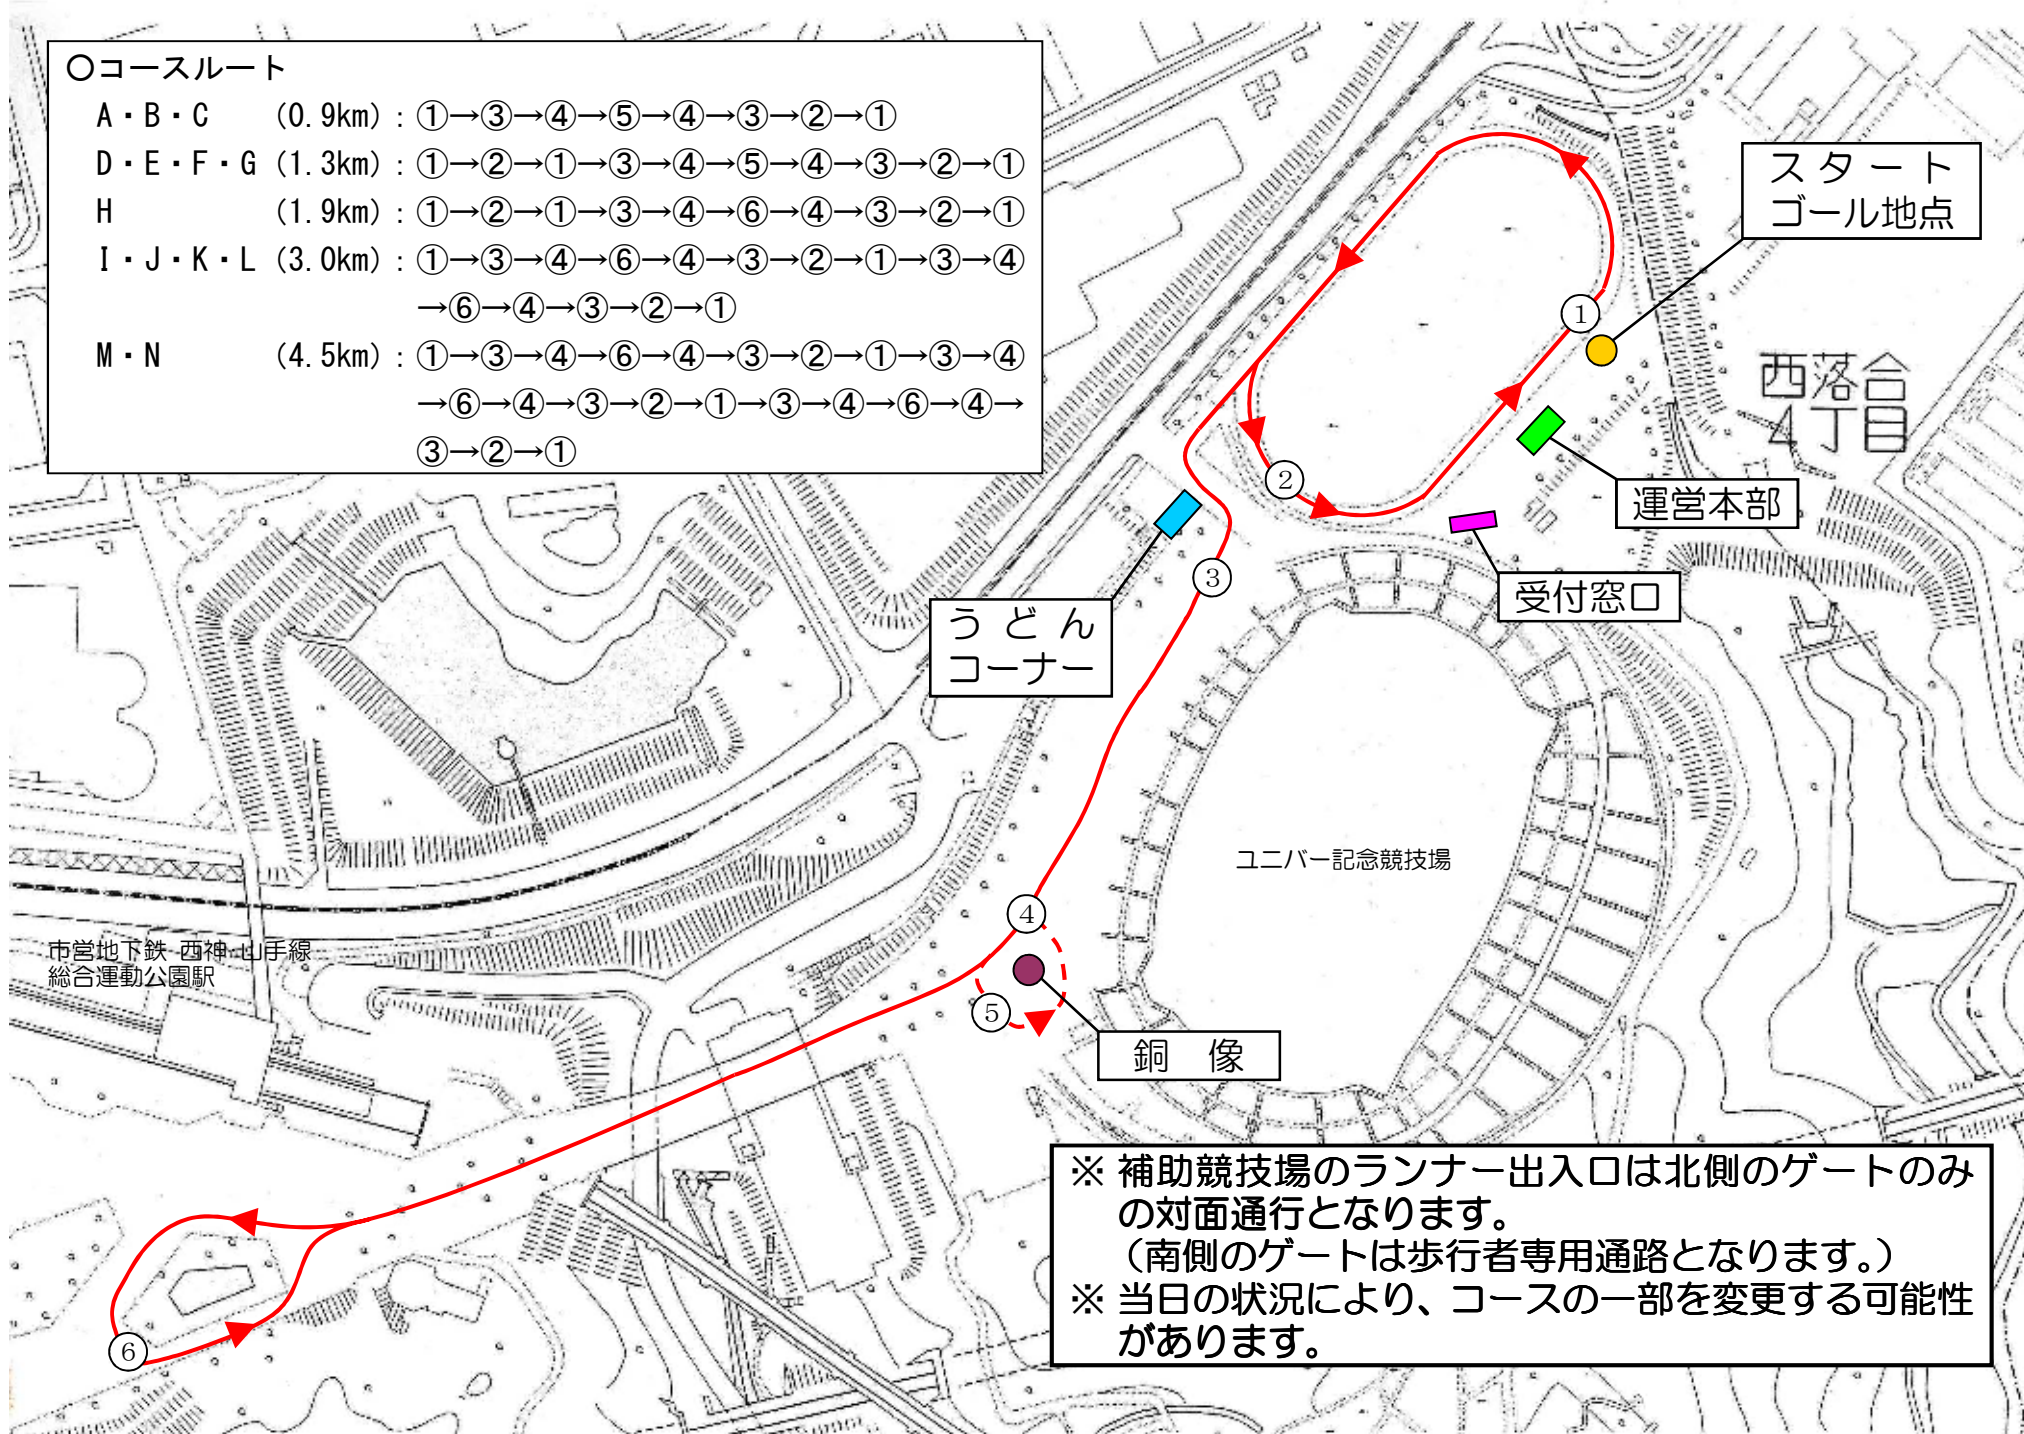 〇コースルート
A・B・C (0.9km)：①→③→④→⑤→④→③→②→①
D・E・F・G (1.3km)：①→②→①→③→④→⑤→④→③→②→①
H (1.9km)：①→②→①→③→④→⑥→④→③→②→①
I・J・K・L (3.0km)：①→③→④→⑥→④→③→②→①→③→④
→⑥→④→③→②→①
M・N (4.5km)：①→③→④→⑥→④→③→②→①→③→④
→⑥→④→③→②→①→③→④→⑥→④→
③→②→①
スタート
ゴール地点
①
西落合
4丁目
②
運営本部
③
受付窓口
うどん
コーナー
ユニバー記念競技場
④
市営地下鉄 西神・山手線
総合運動公園駅
⑤
銅 像
⑥
※ 補助競技場のランナー出入口は北側のゲートのみ
の対面通行となります。
（南側のゲートは歩行者専用通路となります。）
※ 当日の状況により、コースの一部を変更する可能性
があります。